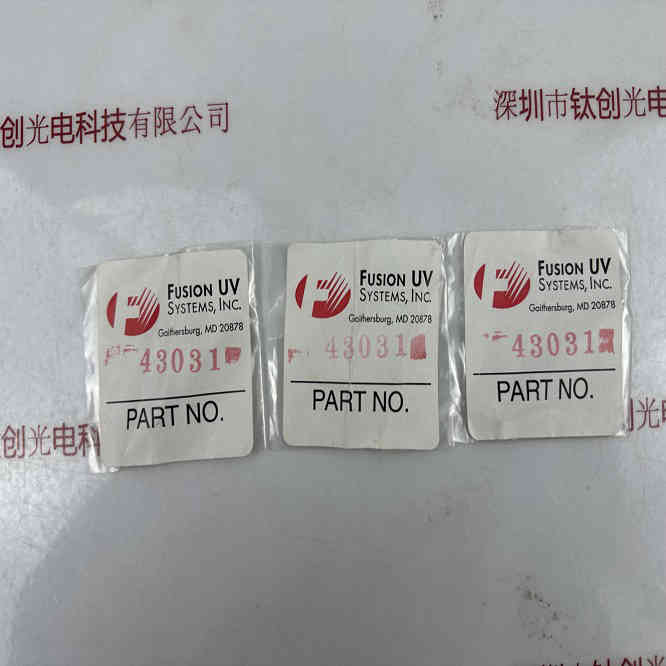 创光电科技有限公司
深圳市钛创光电
FUSION UV
SYSTEMS, INC.
Gaithersburg, MD 20878
43031
PART NO.
FUSION UV
SYSTEMS, INC.
Gaithersburg, MD 20878
43031
PART NO.
FUSION UV
SYSTEMS, INC.
Gaithersburg, MD 20878
43031
PART NO.
创光电科
光